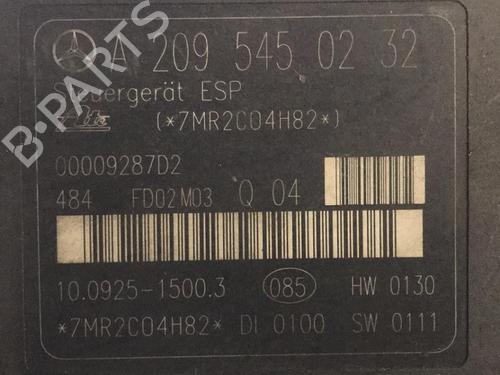 A 209 545 02 32
Steuergerät ESP
(*7MR2C04H82*)
00009287D2
484 FD02M03 Q 04
10.0925-1500.3 085 HW 0130
*7MR2C04H82* DI 0100 SW 0111
B-PARTS